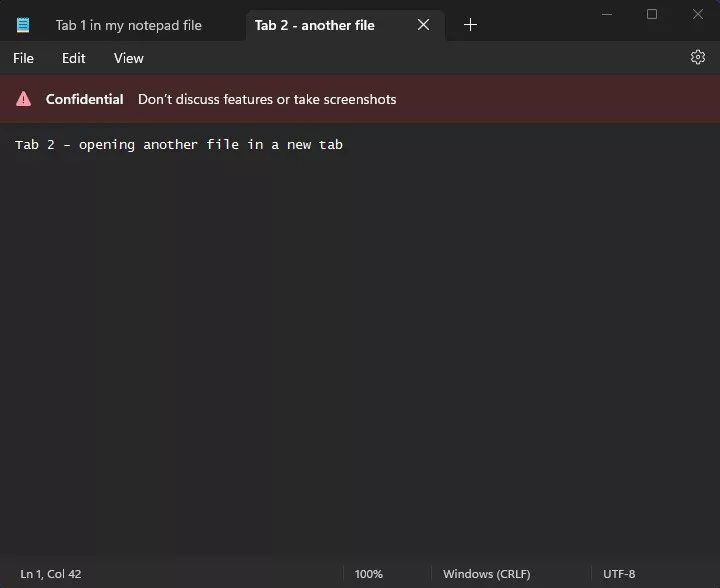 Tab 1 in my notepad file
Tab 2 - another file
File Edit View
Confidential Don't discuss features or take screenshots
Tab 2 - opening another file in a new tab
Ln 1, Col 42 100% Windows (CRLF) UTF-8